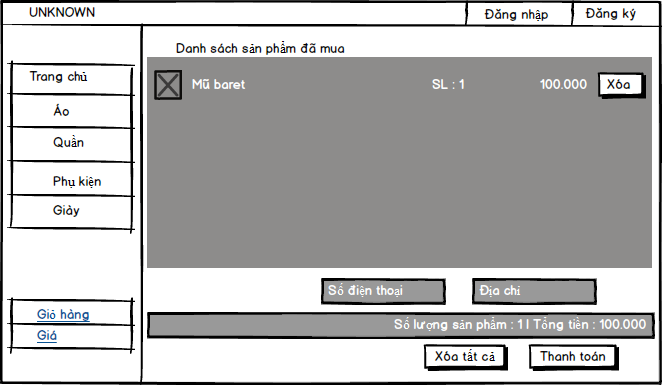 UNKNOWN
Đăng nhập
Đăng ký
Danh sách sản phẩm đã mua
Trang chủ
Áo
Quần
Phụ kiện
Giày
Mũ baret
SL : 1
100.000
Xóa
Số điện thoại
Địa chỉ
Giỏ hàng
Giá
Số lượng sản phẩm : 1 | Tổng tiền : 100.000
Xóa tất cả
Thanh toán